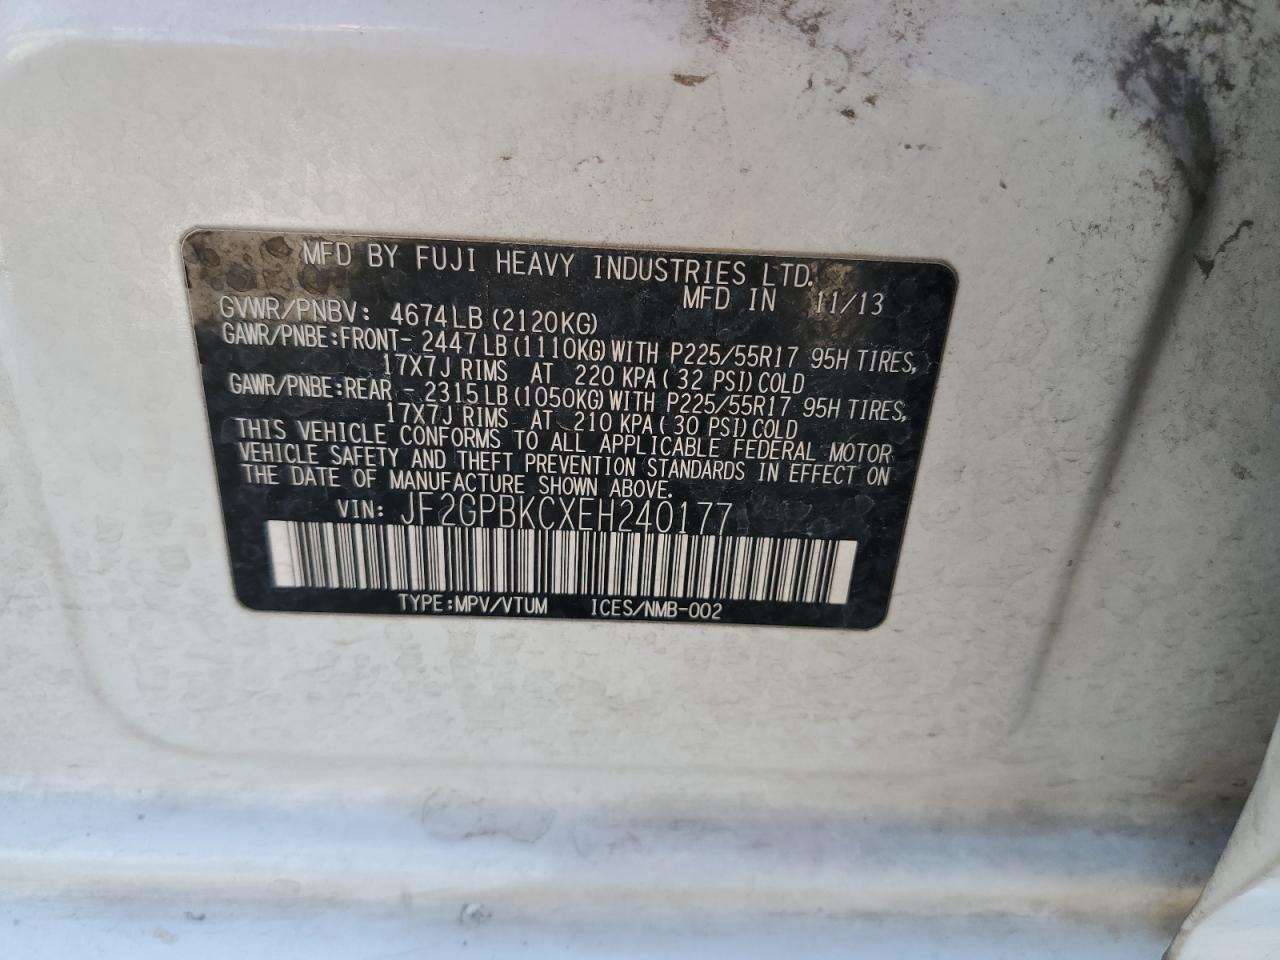 MFD BY FUJI HEAVY INDUSTRIES LTD.
MFD IN 11/13
GVWR/PNBV: 4674LB (2120KG)
GAWR/PNBE:FRONT- 2447LB(1110KG)WITH P225/55R17 95H TIRES,
17X7J RIMS AT 220 KPA( 32 PSI)COLD
GAWR/PNBE:REAR - 2315LB(1050KG)WITH P225/55R17 95H TIRES,
17X7J RIMS AT 210 KPA( 30 PSI)COLD
THIS VEHICLE CONFORMS TO ALL APPLICABLE FEDERAL MOTOR
VEHICLE SAFETY AND THEFT PREVENTION STANDARDS IN EFFECT ON
THE DATE OF MANUFACTURE SHOWN ABOVE.
VIN: JF2GPBKCXEH240177
TYPE:MPV/VTUM ICES/NMB-002